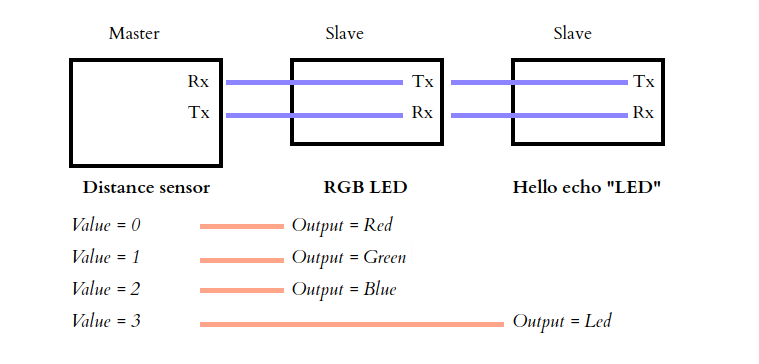 Master Slave Slave
Rx Tx Tx
Tx Rx Rx
Distance sensor RGB LED Hello echo "LED"
Value = 0 Output = Red
Value = 1 Output = Green
Value = 2 Output = Blue
Value = 3 Output = Led